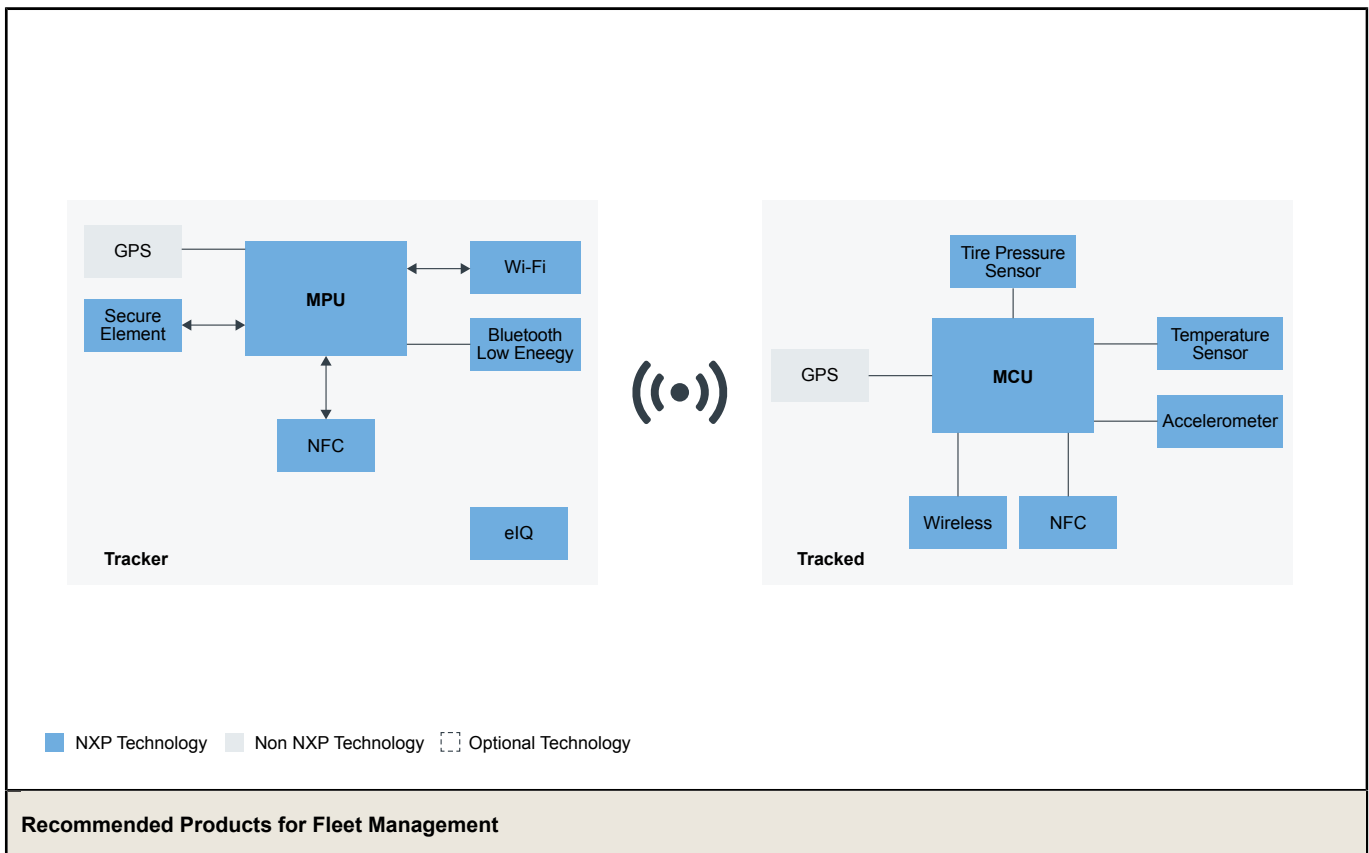 GPS
MPU
Wi-Fi
Secure
Element
Bluetooth
Low Eneegy
NFC
eIQ
Tracker
Tire Pressure
Sensor
GPS
MCU
Temperature
Sensor
Accelerometer
Wireless
NFC
Tracked
NXP Technology
Non NXP Technology
Optional Technology
Recommended Products for Fleet Management